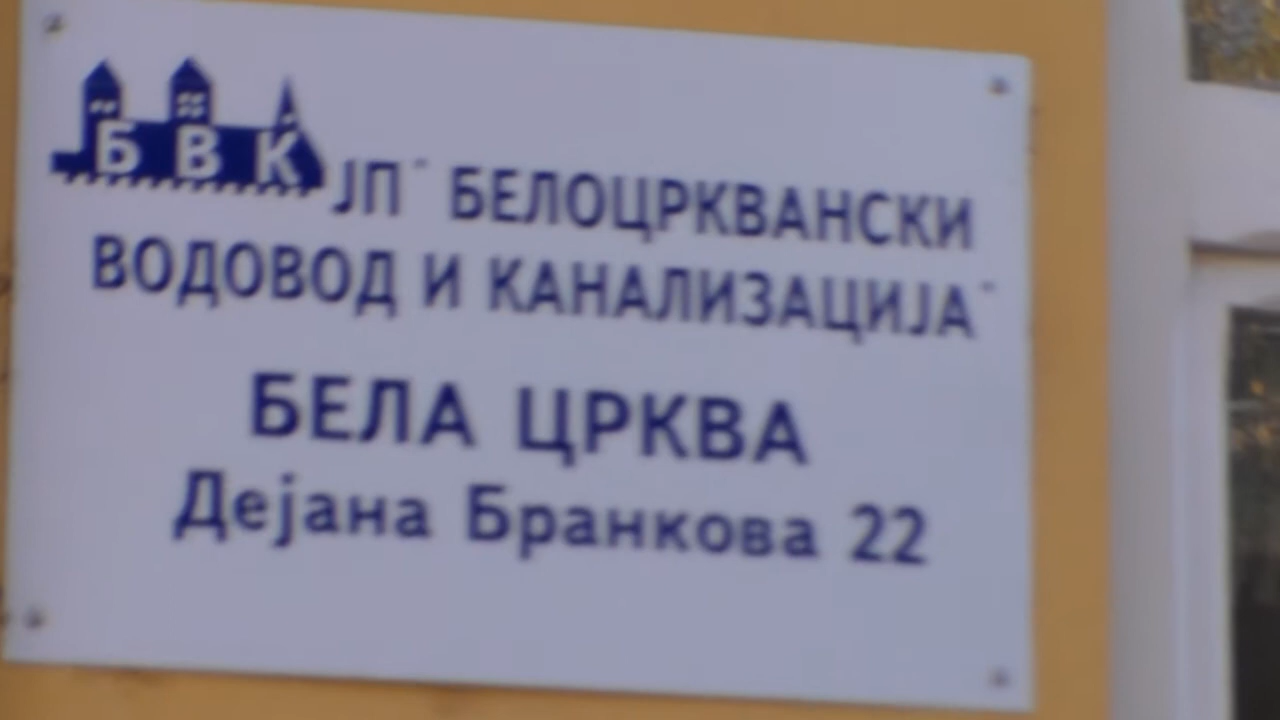 БВК
ЈП " БЕЛОЦРКВАНСКИ
ВОДОВОД И КАНАЛИЗАЦИЈА"
БЕЛА ЦРКВА
Дејана Бранкова 22